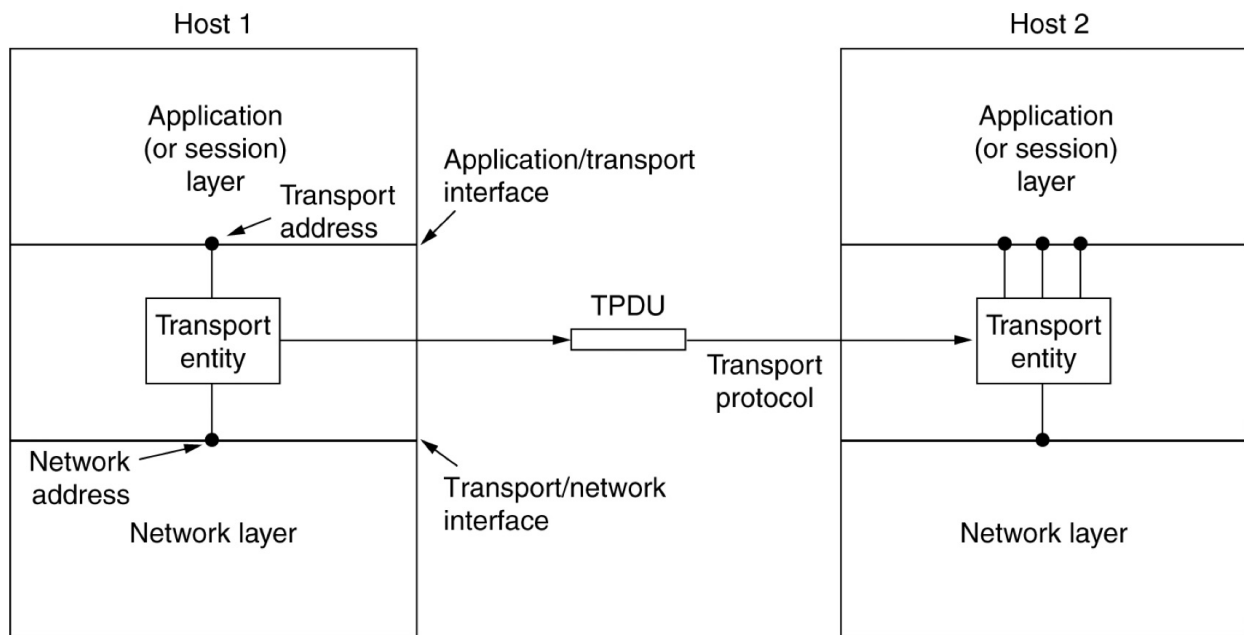 Host 1
Host 2
Application
(or session)
layer
Transport
address
Application/transport
interface
Application
(or session)
layer
Transport
entity
TPDU
Transport
protocol
Transport
entity
Network
address
Transport/network
interface
Network layer
Network layer